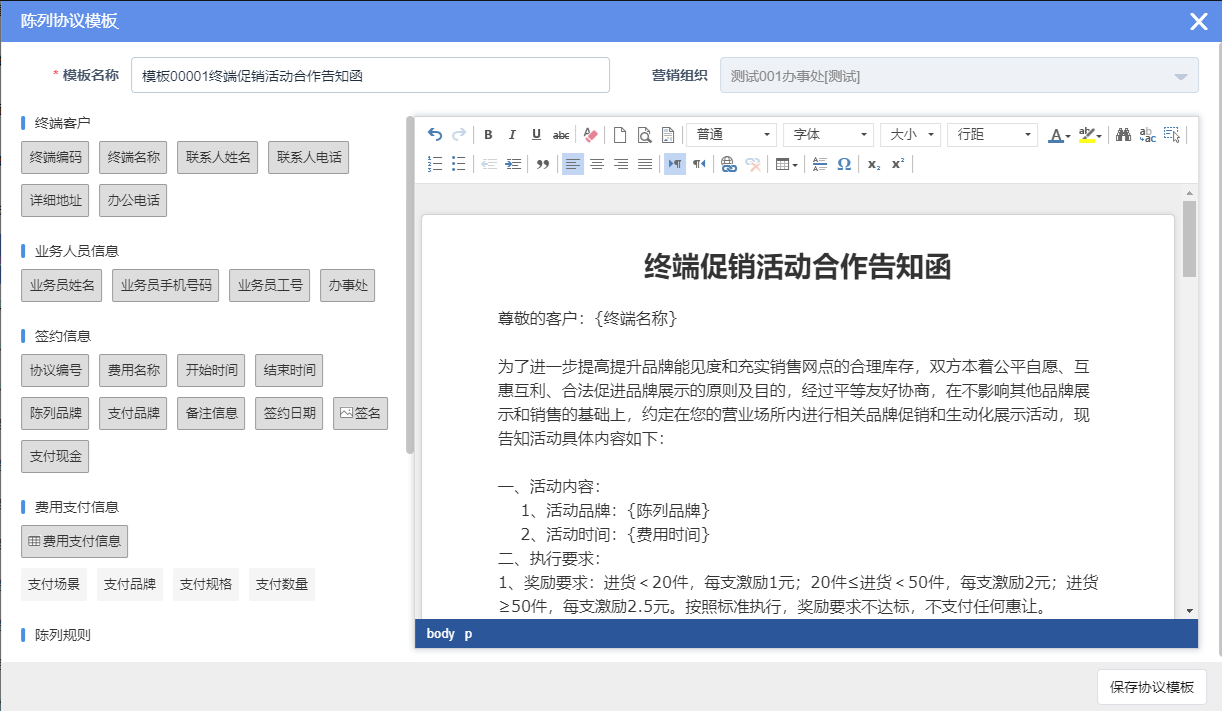 陈列协议模板
* 模板名称 模板00001终端促销活动合作告知函 营销组织 测试001办事处[测试]
终端客户
终端编码 终端名称 联系人姓名 联系人电话
详细地址 办公电话
业务人员信息
业务员姓名 业务员手机号码 业务员工号 办事处
签约信息
协议编号 费用名称 开始时间 结束时间
陈列品牌 支付品牌 备注信息 签约日期 签名
支付现金
费用支付信息
费用支付信息
支付场景 支付品牌 支付规格 支付数量
陈列规则
B I U abc 普通 字体 大小 行距 A ab ab ac
Ω x₂ x²
终端促销活动合作告知函
尊敬的客户：{终端名称}
为了进一步提高提升品牌能见度和充实销售网点的合理库存，双方本着公平自愿、互
惠互利、合法促进品牌展示的原则及目的，经过平等友好协商，在不影响其他品牌展
示和销售的基础上，约定在您的营业场所内进行相关品牌促销和生动化展示活动，现
告知活动具体内容如下：
一、活动内容：
1、活动品牌：{陈列品牌}
2、活动时间：{费用时间}
二、执行要求：
1、奖励要求：进货＜20件，每支激励1元；20件≤进货＜50件，每支激励2元；进货
≥50件，每支激励2.5元。按照标准执行，奖励要求不达标，不支付任何惠让。
body p
保存协议模板